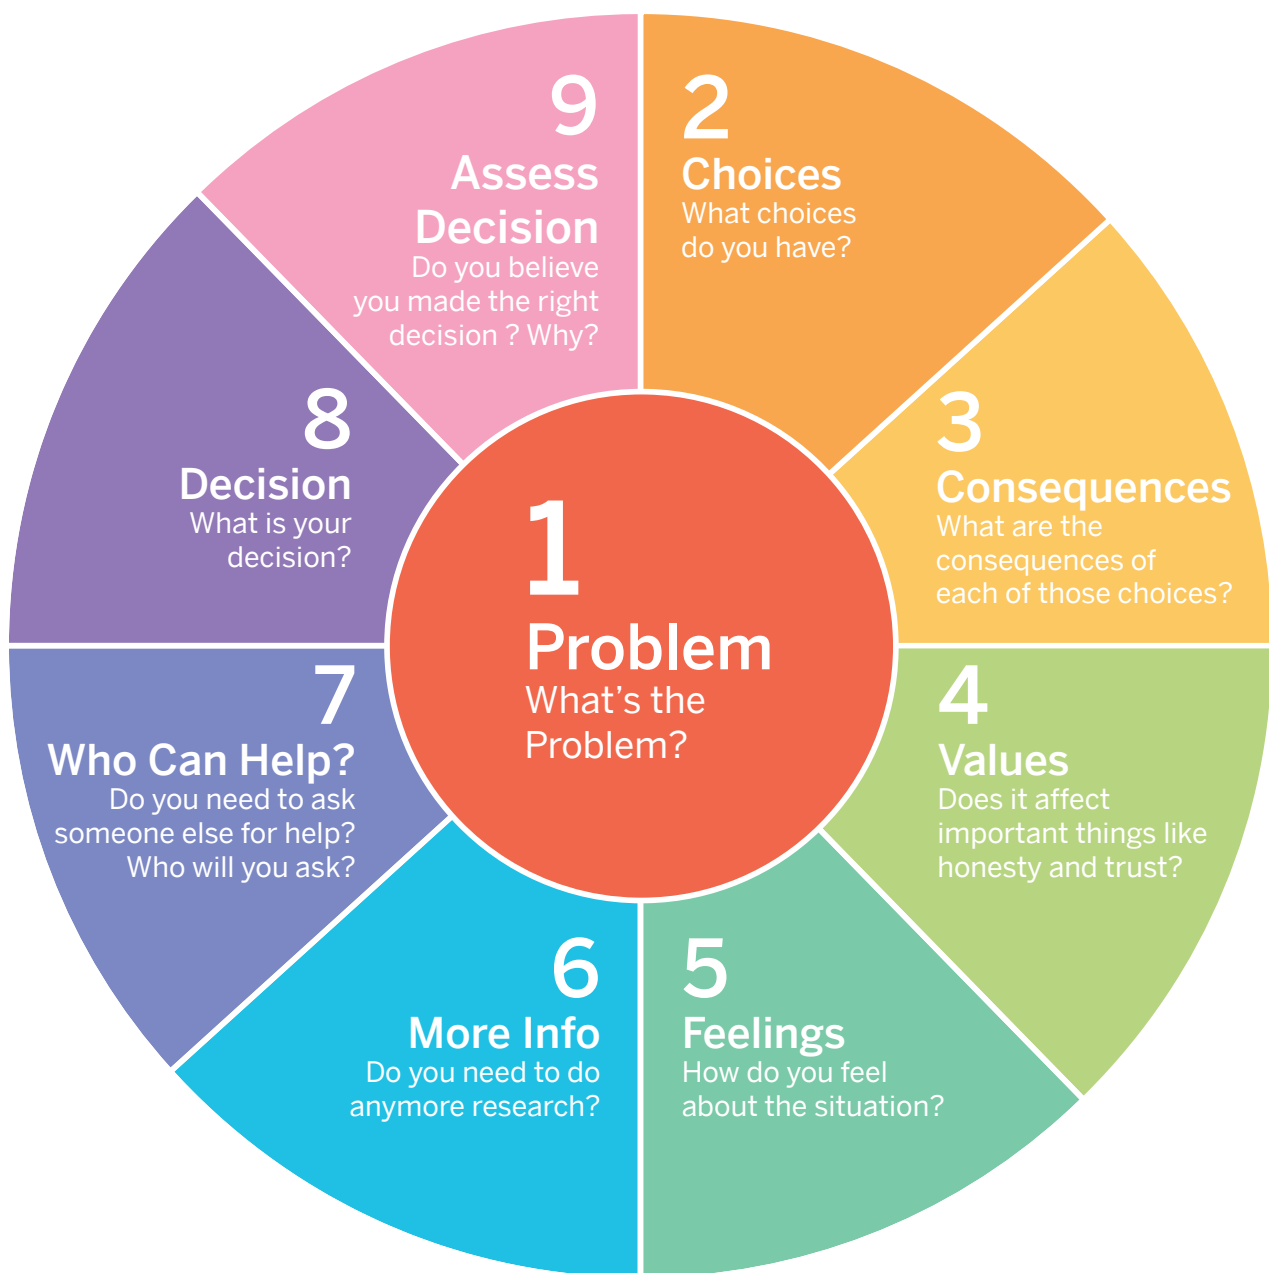 1
Problem
What's the
Problem?
2
Choices
What choices
do you have?
3
Consequences
What are the
consequences of
each of those choices?
4
Values
Does it affect
important things like
honesty and trust?
5
Feelings
How do you feel
about the situation?
6
More Info
Do you need to do
anymore research?
7
Who Can Help?
Do you need to ask
someone else for help?
Who will you ask?
8
Decision
What is your
decision?
9
Assess
Decision
Do you believe
you made the right
decision ? Why?